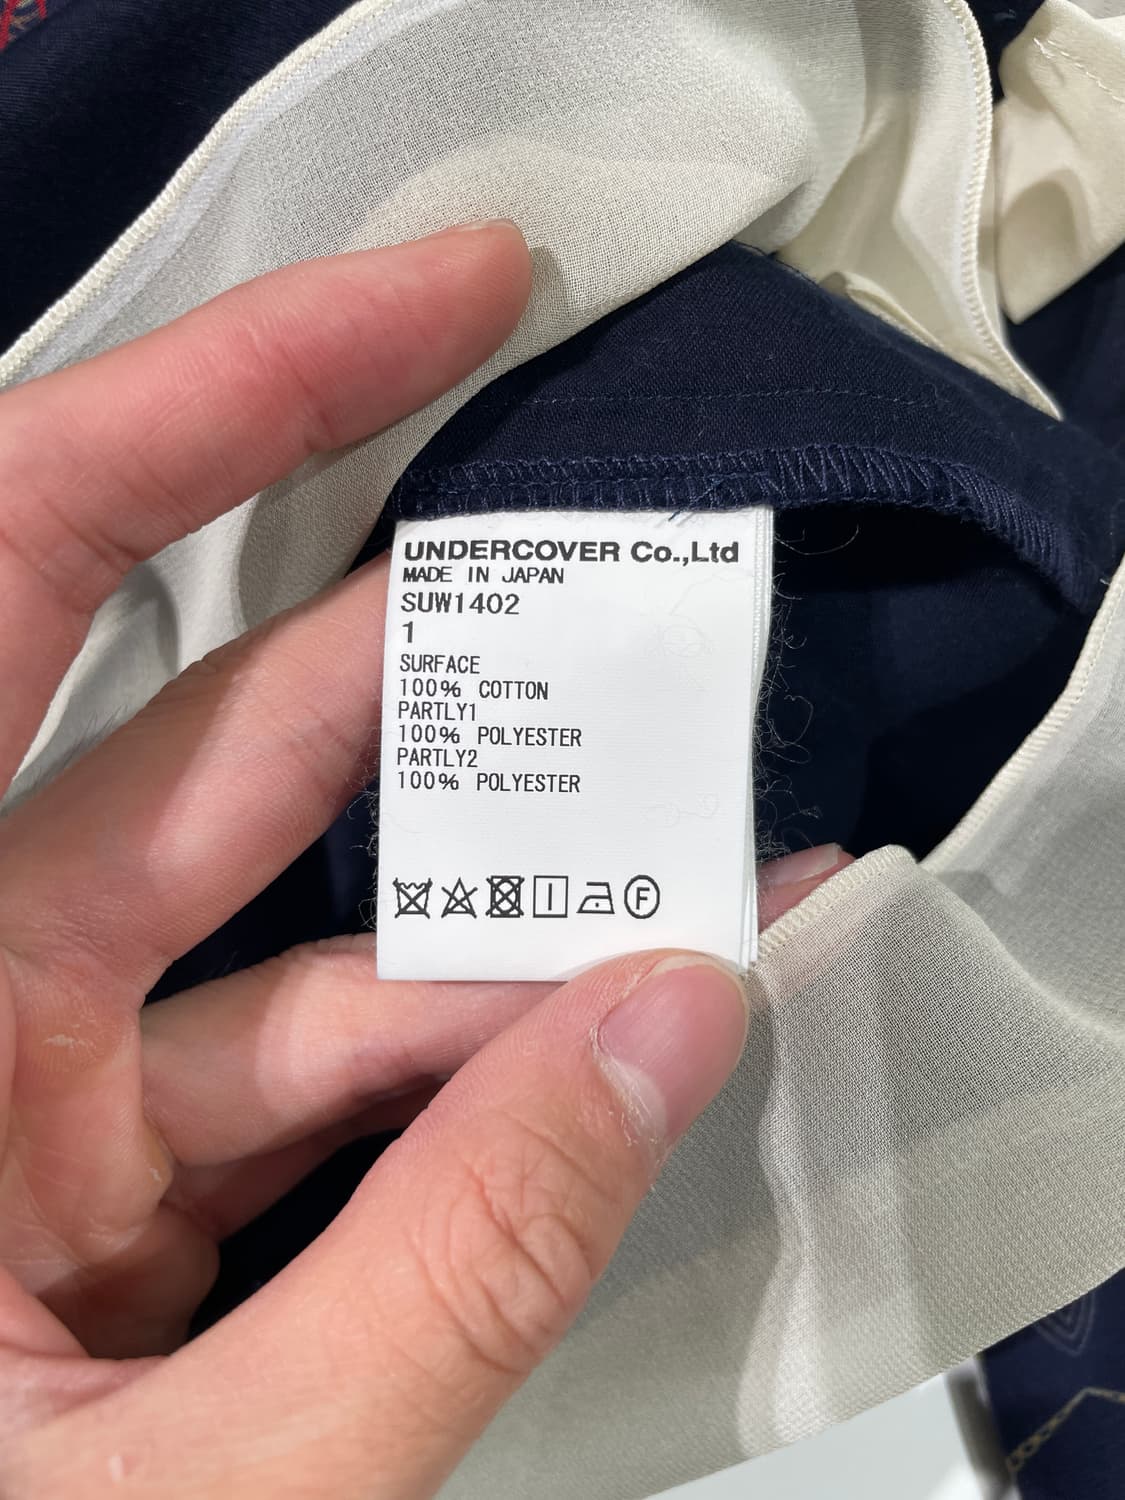 UNDERCOVER Co.,Ltd
MADE IN JAPAN
SUW1402
1
SURFACE
100% COTTON
PARTLY1
100% POLYESTER
PARTLY2
100% POLYESTER
F